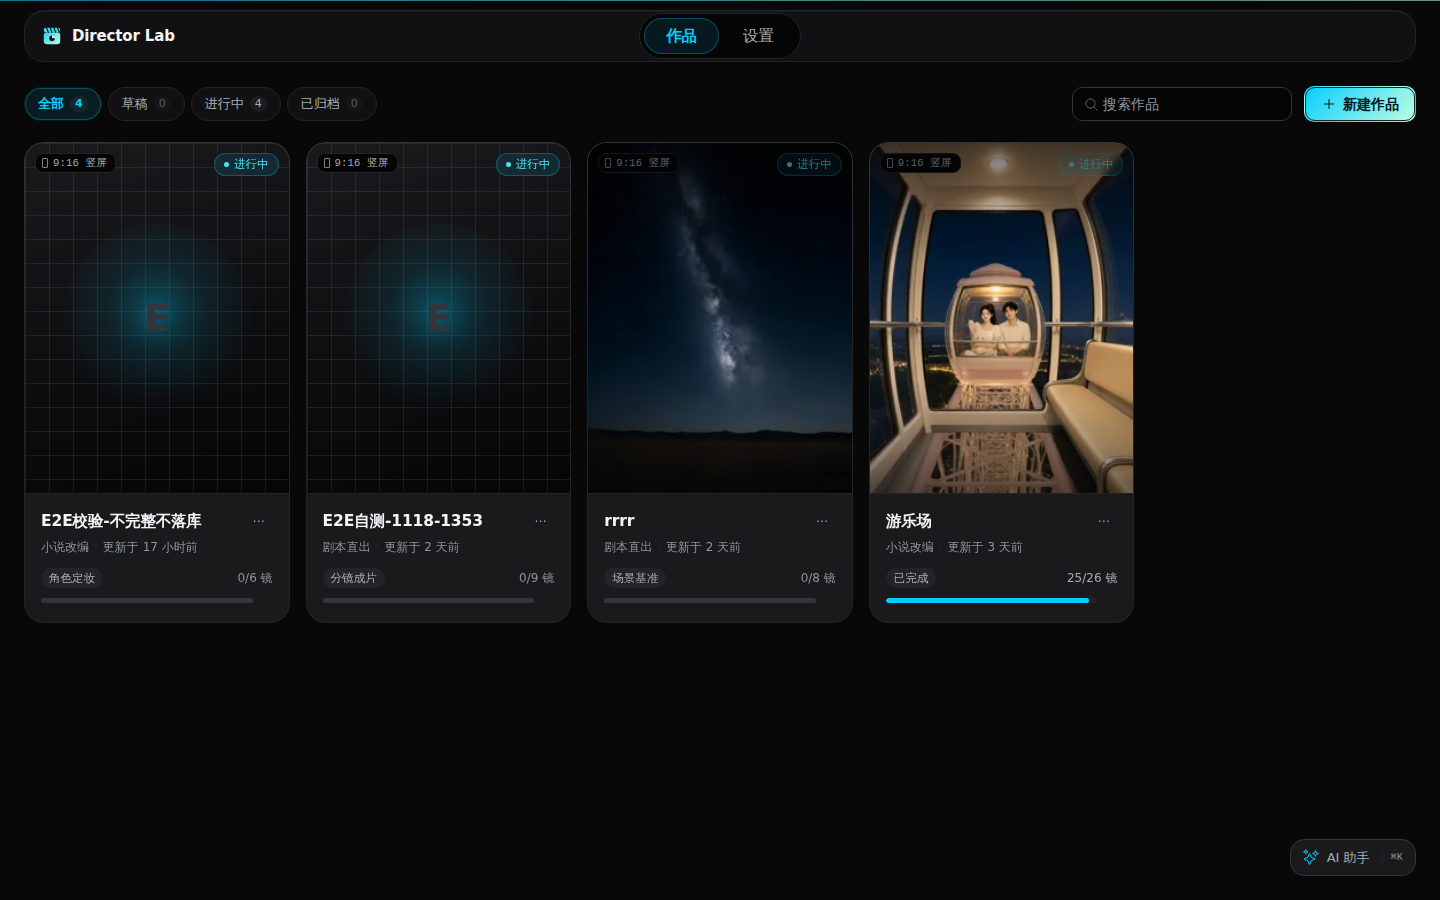 Director Lab
作品
设置
全部 4
草稿 0
进行中 4
已归档 0
搜索作品
新建作品
9:16 竖屏
进行中
E
E2E校验-不完整不落库
...
小说改编 · 更新于 17 小时前
角色定妆
0/6 镜
9:16 竖屏
进行中
E
E2E自测-1118-1353
...
剧本直出 · 更新于 2 天前
分镜成片
0/9 镜
9:16 竖屏
进行中
rrrr
...
剧本直出 · 更新于 2 天前
场景基准
0/8 镜
9:16 竖屏
进行中
游乐场
...
小说改编 · 更新于 3 天前
已完成
25/26 镜
AI 助手
⌘K